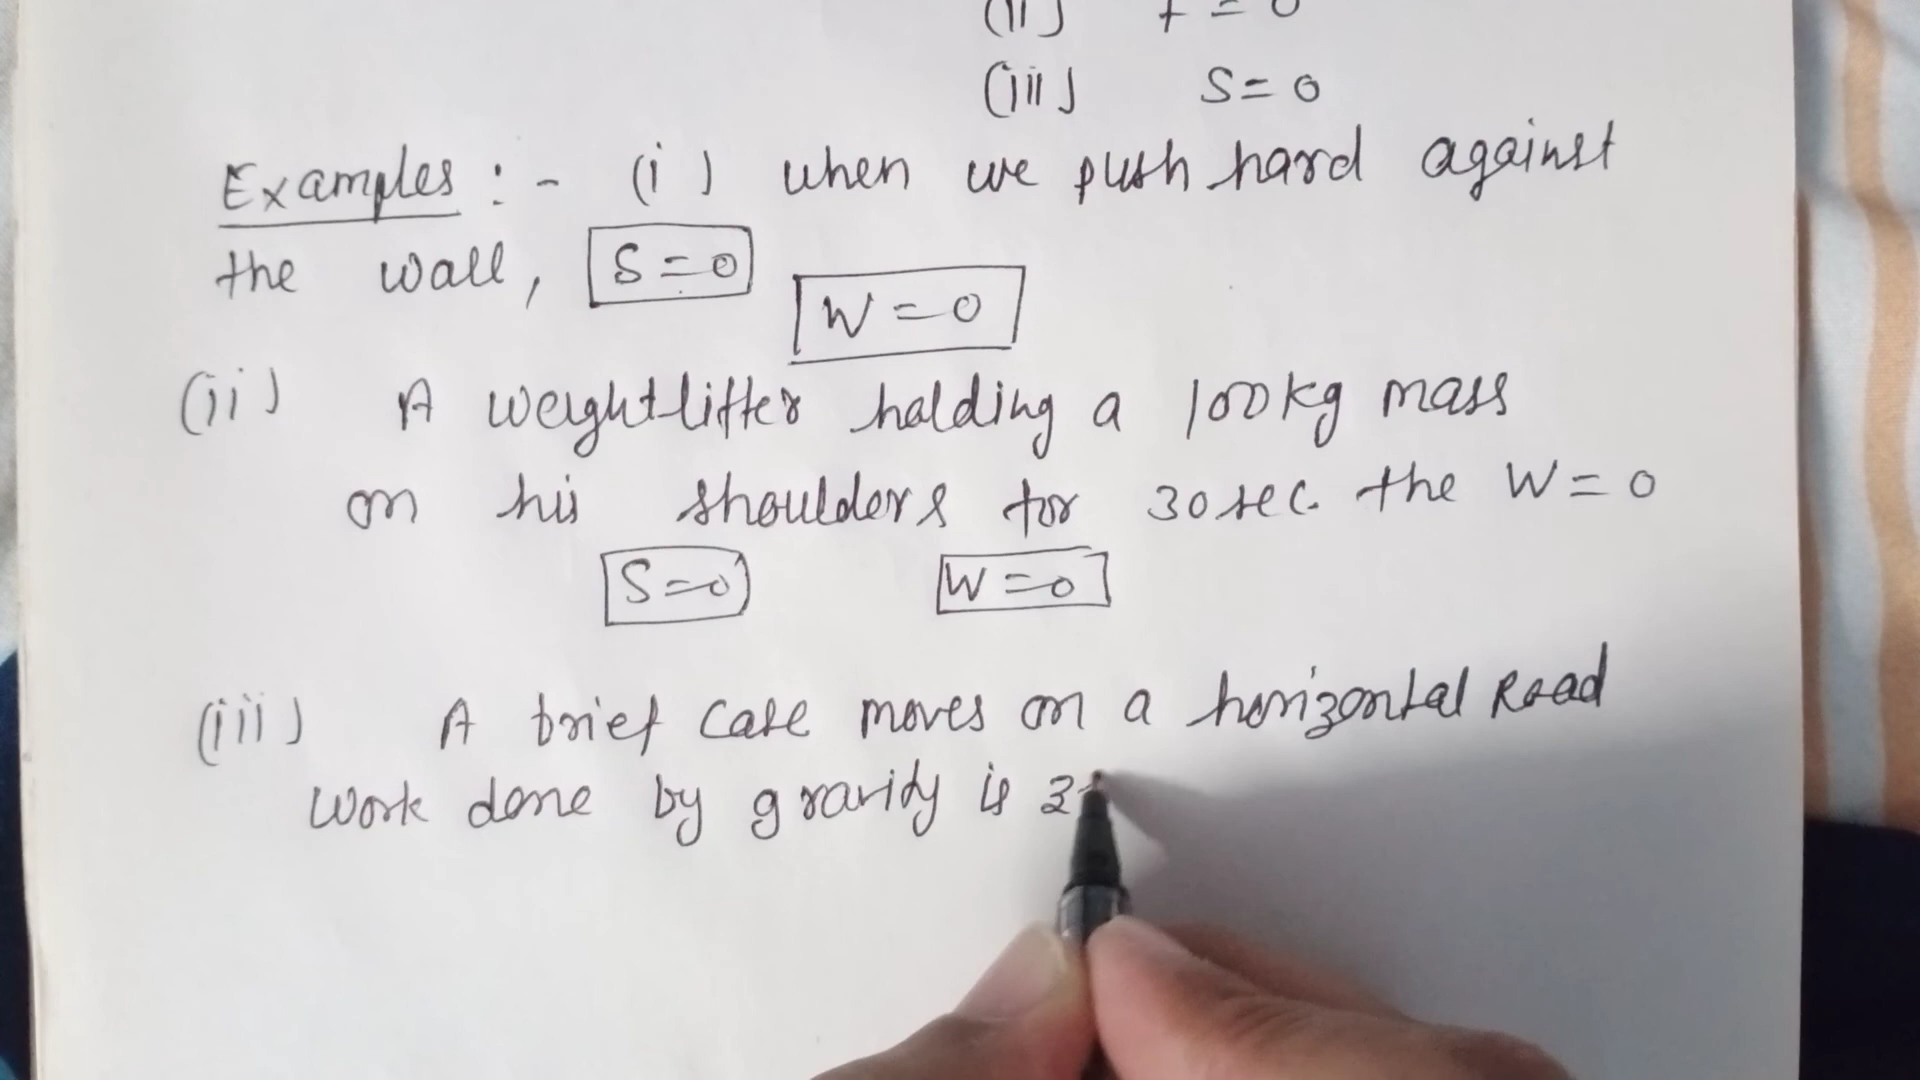 (ii) F = 0
(iii) S = 0
Examples :- (i) when we push hard against
the wall, S = 0
W = 0
(ii) A weightlifter holding a 100kg mass
on his shoulders for 30 sec. the W = 0
S = 0 W = 0
(iii) A brief case moves on a horizontal Road
work done by gravity is